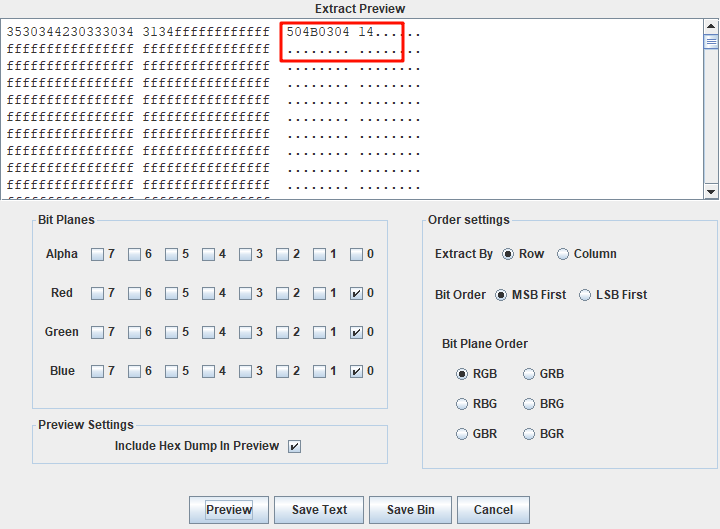 Extract Preview
3530344230333034 3134ffffffffffff 504B0304 14......
ffffffffffffffff ffffffffffffffff ........ ........
ffffffffffffffff ffffffffffffffff ........ ........
ffffffffffffffff ffffffffffffffff ........ ........
ffffffffffffffff ffffffffffffffff ........ ........
ffffffffffffffff ffffffffffffffff ........ ........
ffffffffffffffff ffffffffffffffff ........ ........
ffffffffffffffff ffffffffffffffff ........ ........
ffffffffffffffff ffffffffffffffff ........ ........
ffffffffffffffff ffffffffffffffff ........ ........
Bit Planes
Alpha 7 6 5 4 3 2 1 0
Red 7 6 5 4 3 2 1 0
Green 7 6 5 4 3 2 1 0
Blue 7 6 5 4 3 2 1 0
Preview Settings
Include Hex Dump In Preview
Order settings
Extract By Row Column
Bit Order MSB First LSB First
Bit Plane Order
RGB GRB
RBG BRG
GBR BGR
Preview Save Text Save Bin Cancel